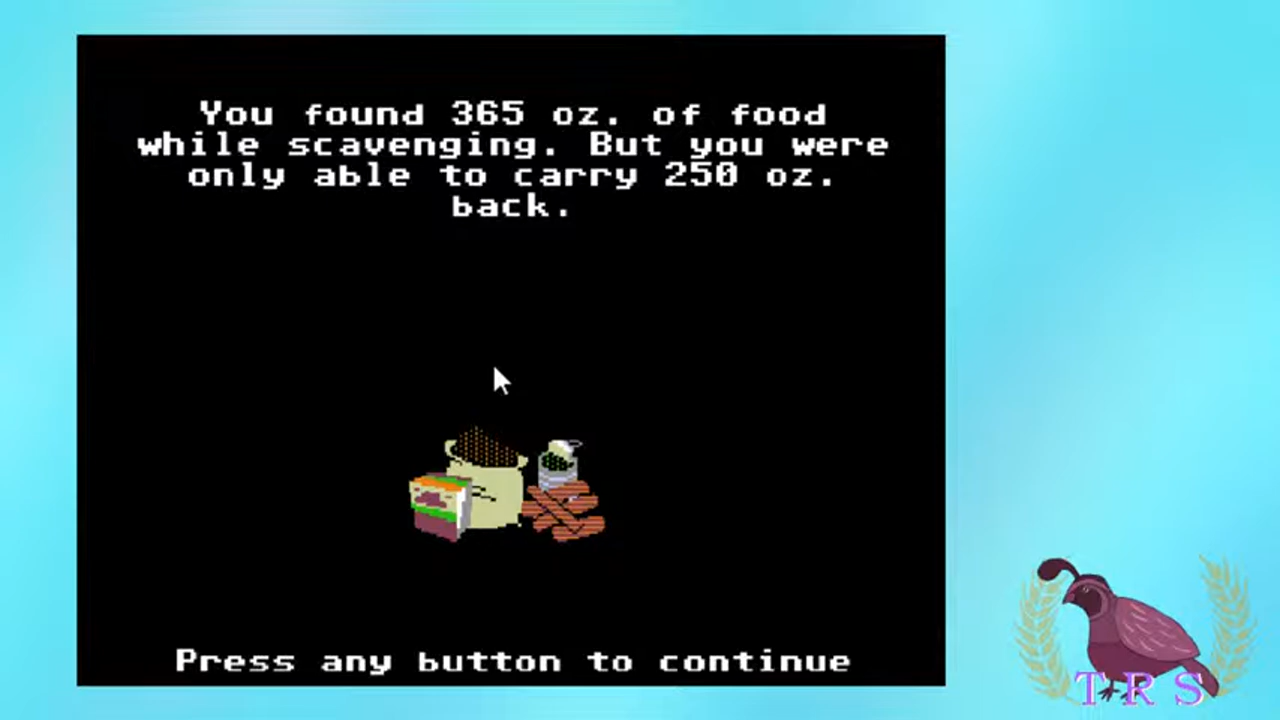 You found 365 oz. of food
while scavenging. But you were
only able to carry 250 oz.
back.
Press any button to continue
TRS